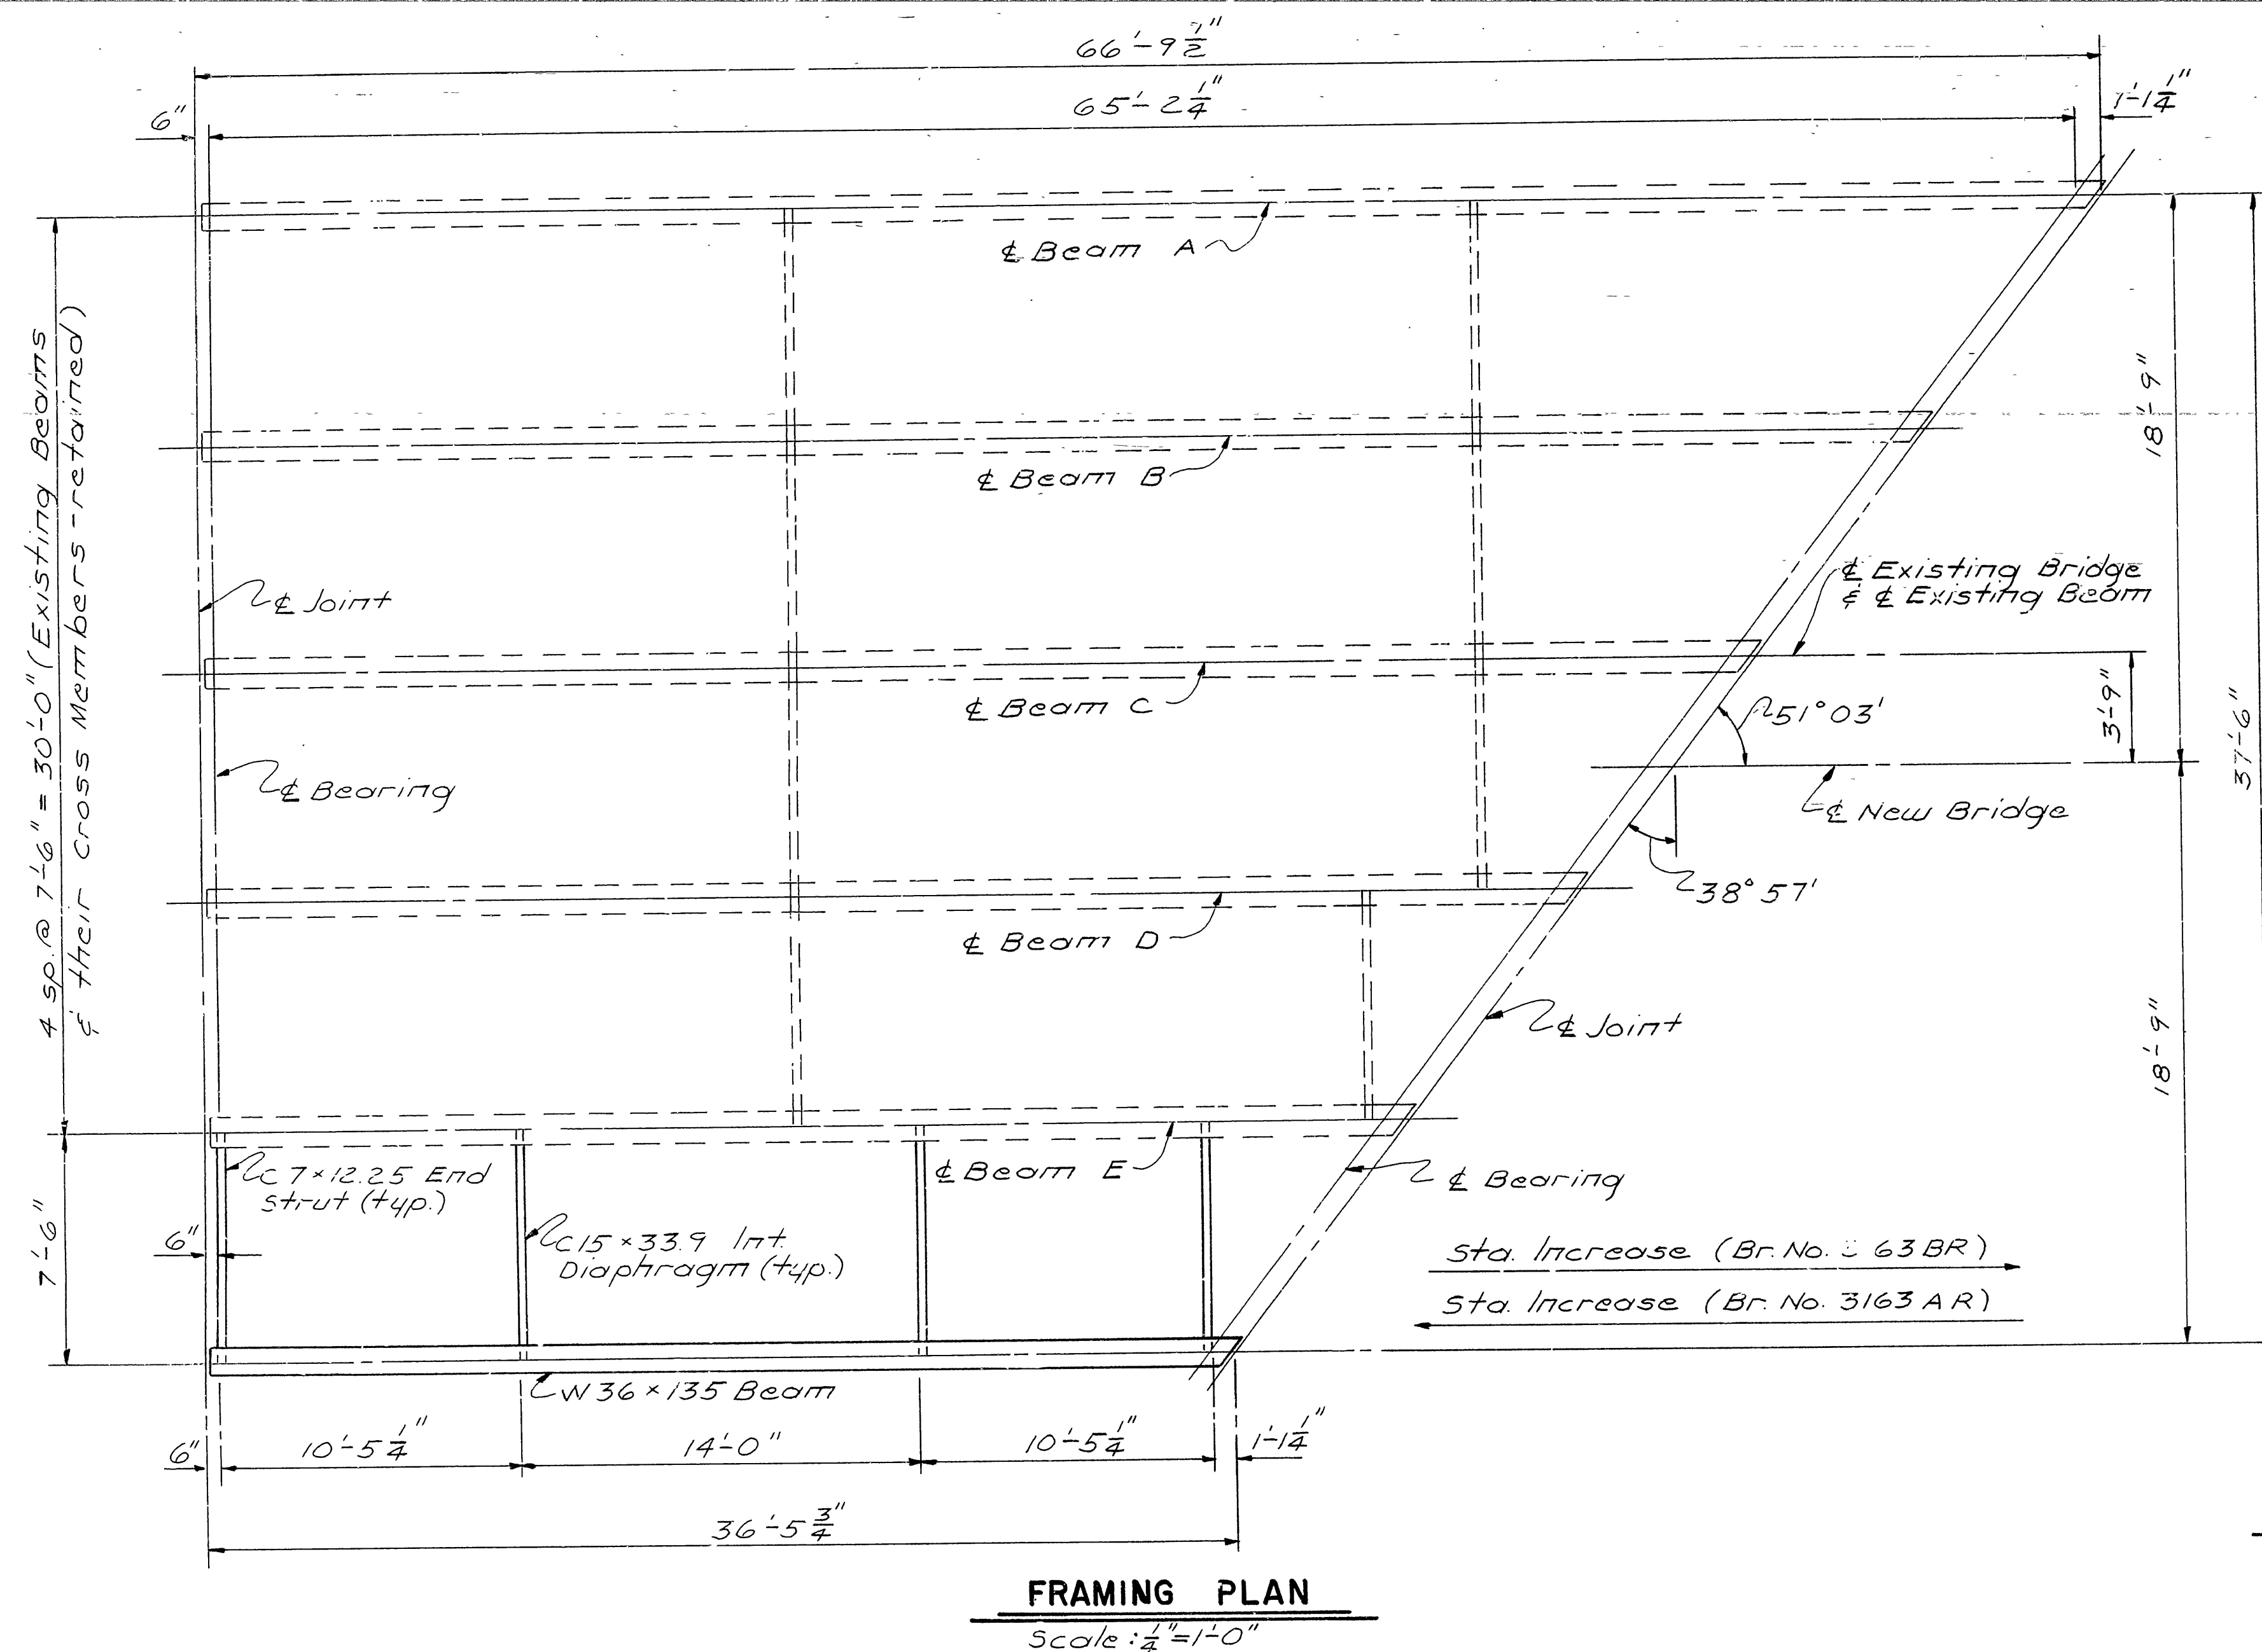 66'-9 1/2"
65'-2 1/4"
6"
1'-1 1/4"
℄ Beam A
℄ Beam B
℄ Beam C
℄ Beam D
℄ Beam E
4 sp. @ 7'-6" = 30'-0" (Existing Beams
& their Cross Members - retained)
℄ Joint
℄ Bearing
℄ Existing Bridge
& ℄ Existing Beam
18'-9"
3'-9"
37'-6"
51° 03'
℄ New Bridge
38° 57'
℄ Joint
18'-9"
℄ Bearing
7'-6"
6"
C 7 x 12.25 End
strut (typ.)
C 15 x 33.9 Int.
Diaphragm (typ.)
Sta. Increase (Br. No. 63 BR)
Sta. Increase (Br. No. 3163 AR)
W 36 x 135 Beam
6"
10'-5 1/4"
14'-0"
10'-5 1/4"
1'-1 1/4"
36'-5 3/4"
FRAMING PLAN
Scale: 1/4" = 1'-0"